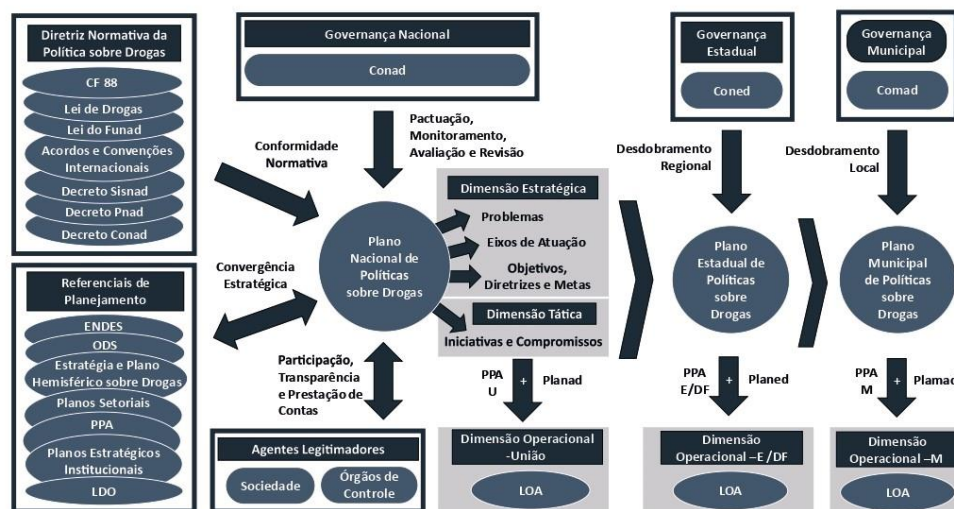 Diretriz Normativa da
Política sobre Drogas
CF 88
Lei de Drogas
Lei do Funad
Acordos e Convenções
Internacionais
Decreto Sisnad
Decreto Pnad
Decreto Conad
Referenciais de
Planejamento
ENDES
ODS
Estratégia e Plano
Hemisférico sobre Drogas
Planos Setoriais
PPA
Planos Estratégicos
Institucionais
LDO
Governança Nacional
Conad
Conformidade
Normativa
Pactuação,
Monitoramento,
Avaliação e Revisão
Convergência
Estratégica
Plano
Nacional de
Políticas
sobre Drogas
Participação,
Transparência
e Prestação de
Contas
Agentes Legitimadores
Sociedade
Órgãos de
Controle
Dimensão Estratégica
Problemas
Eixos de Atuação
Objetivos,
Diretrizes e Metas
Dimensão Tática
Iniciativas e Compromissos
PPA
U
+
Planad
Dimensão Operacional
-União
LOA
Governança
Estadual
Coned
Desdobramento
Regional
Plano
Estadual de
Políticas
sobre
Drogas
PPA
E/DF
+
Planed
Dimensão
Operacional –E/DF
LOA
Governança
Municipal
Comad
Desdobramento
Local
Plano
Municipal
de Políticas
sobre
Drogas
PPA
M
+
Plamad
Dimensão
Operacional –M
LOA